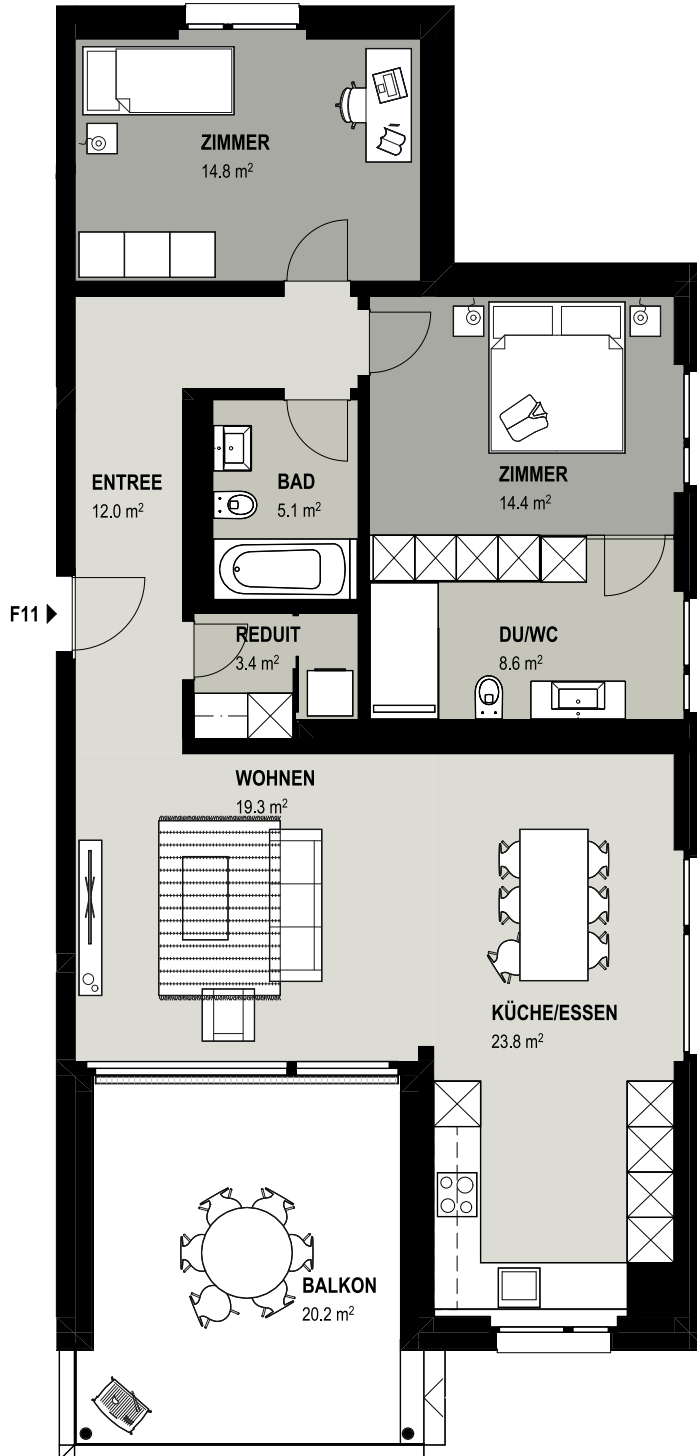 ZIMMER
14.8 m²
ZIMMER
14.4 m²
ENTREE
12.0 m²
BAD
5.1 m²
F11
REDUIT
3.4 m²
DU/WC
8.6 m²
WOHNEN
19.3 m²
KÜCHE/ESSEN
23.8 m²
BALKON
20.2 m²